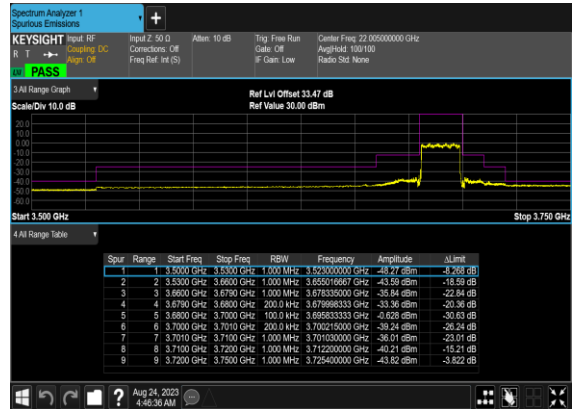 Spectrum Analyzer 1
Spurious Emissions
+
KEYSIGHT Input: RF Input Z: 50 Ω Atten: 10 dB Trig: Free Run Center Freq: 22.005000000 GHz
R T Coupling: DC Corrections: Off Gate: Off Avg|Hold: 100/100
Align: Off Freq Ref: Int (S) IF Gain: Low Radio Std: None
LW PASS
3 All Range Graph
Ref Lvl Offset 33.47 dB
Scale/Div 10.0 dB Ref Value 30.00 dBm
20.0
10.0
0.00
-10.0
-20.0
-30.0
-40.0
-50.0
-60.0
Start 3.500 GHz Stop 3.750 GHz
4 All Range Table
Spur Range Start Freq Stop Freq RBW Frequency Amplitude ΔLimit
1 1 3.5000 GHz 3.5300 GHz 1.000 MHz 3.523000000 GHz -48.27 dBm -8.268 dB
2 2 3.5300 GHz 3.6600 GHz 1.000 MHz 3.655016667 GHz -43.59 dBm -18.59 dB
3 3 3.6600 GHz 3.6790 GHz 1.000 MHz 3.678335000 GHz -35.84 dBm -22.84 dB
4 4 3.6790 GHz 3.6800 GHz 200.0 kHz 3.679998333 GHz -33.36 dBm -20.36 dB
5 5 3.6800 GHz 3.7000 GHz 100.0 kHz 3.695833333 GHz -0.628 dBm -30.63 dB
6 6 3.7000 GHz 3.7010 GHz 200.0 kHz 3.700215000 GHz -39.24 dBm -26.24 dB
7 7 3.7010 GHz 3.7100 GHz 1.000 MHz 3.701030000 GHz -36.01 dBm -23.01 dB
8 8 3.7100 GHz 3.7200 GHz 1.000 MHz 3.712200000 GHz -40.21 dBm -15.21 dB
9 9 3.7200 GHz 3.7500 GHz 1.000 MHz 3.725400000 GHz -43.82 dBm -3.822 dB
? Aug 24, 2023
4:46:36 AM